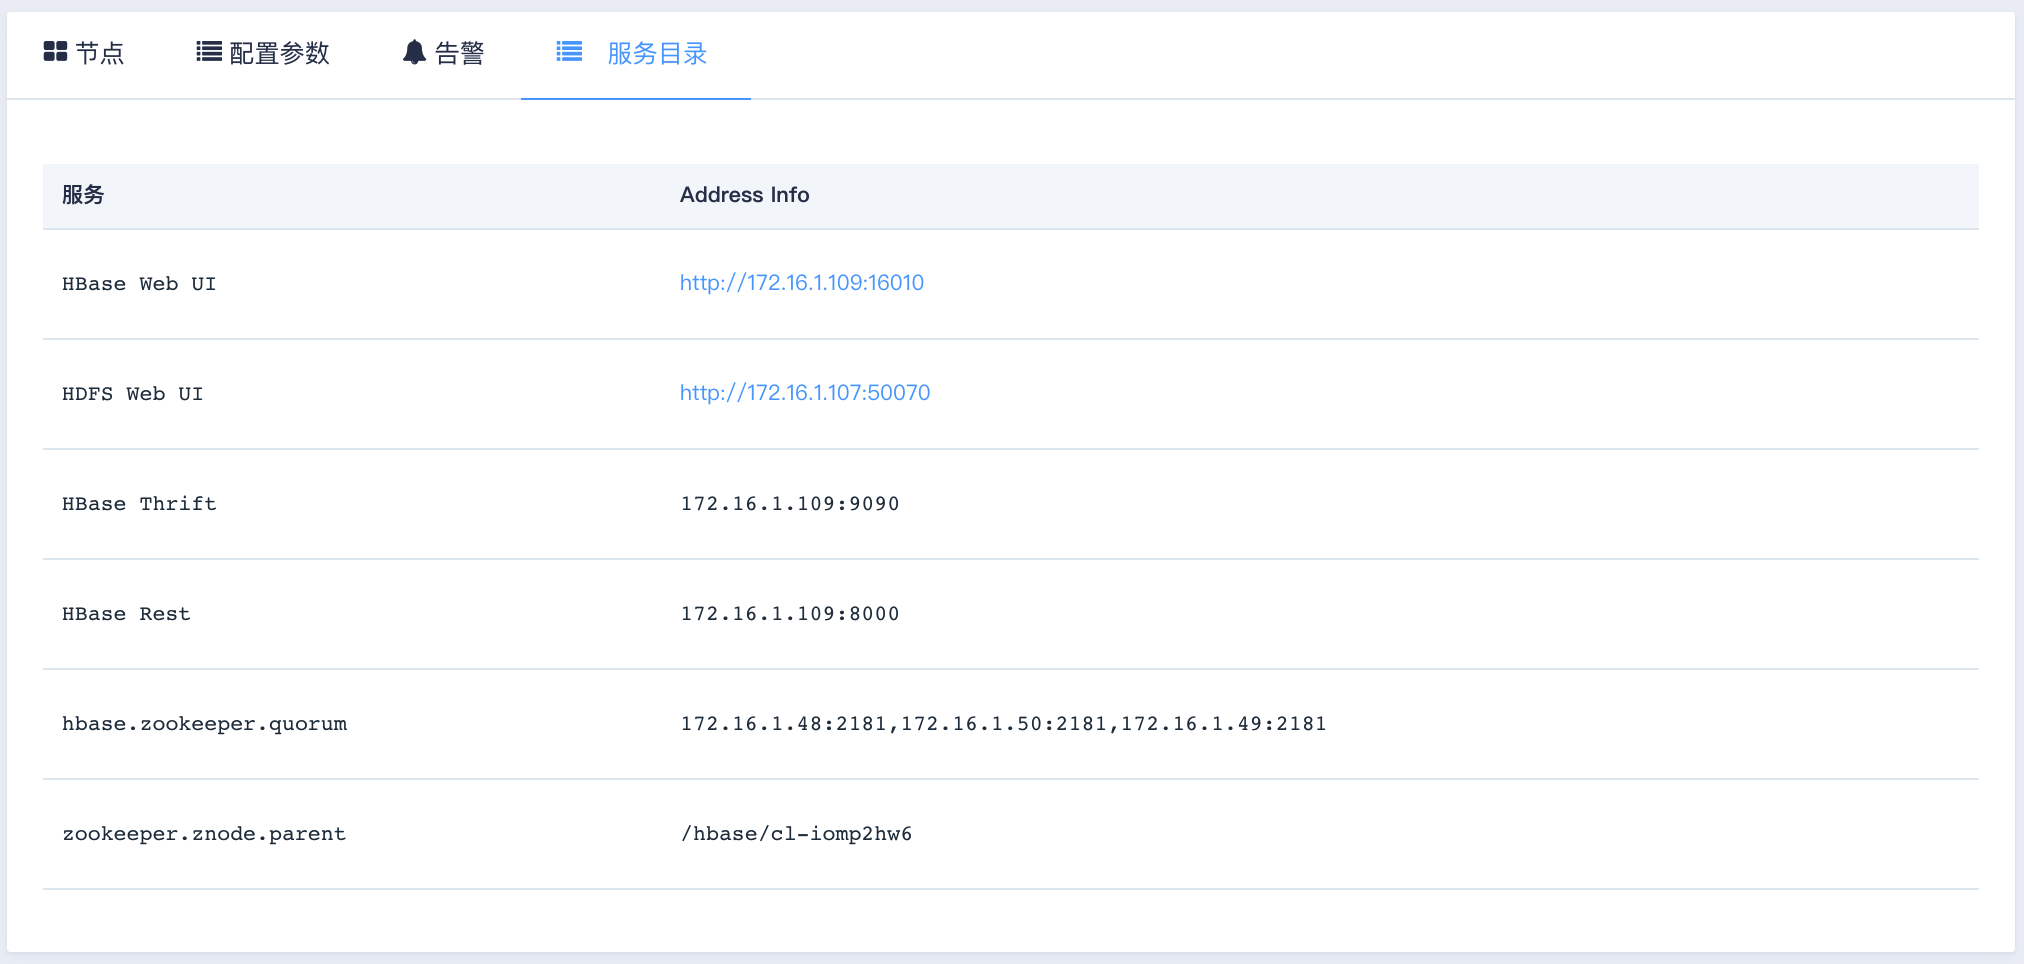 节点 配置参数 告警 服务目录
服务 Address Info
HBase Web UI http://172.16.1.109:16010
HDFS Web UI http://172.16.1.107:50070
HBase Thrift 172.16.1.109:9090
HBase Rest 172.16.1.109:8000
hbase.zookeeper.quorum 172.16.1.48:2181,172.16.1.50:2181,172.16.1.49:2181
zookeeper.znode.parent /hbase/cl-iomp2hw6